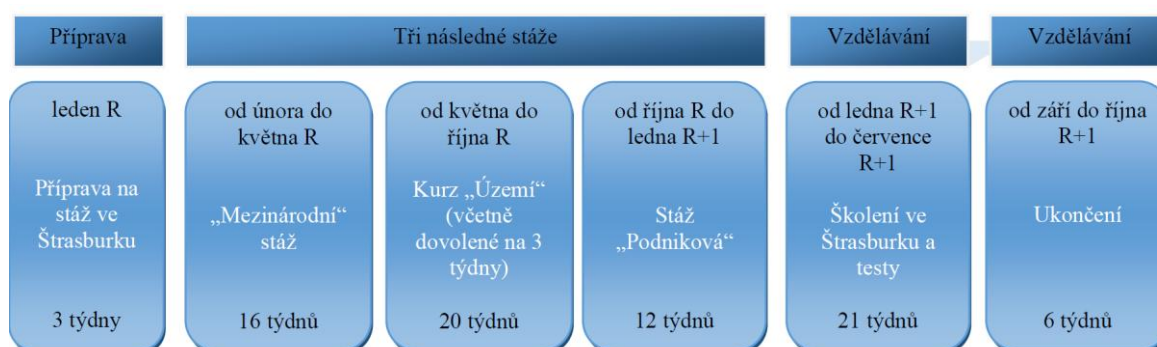 Příprava
Tři následné stáže
Vzdělávání
Vzdělávání
leden R
Příprava na
stáž ve
Štrasburku
3 týdny
od února do
května R
„Mezinárodní“
stáž
16 týdnů
od května do
října R
Kurz „Území“
(včetně
dovolené na 3
týdny)
20 týdnů
od října R do
ledna R+1
Stáž
„Podniková“
12 týdnů
od ledna R+1
do července
R+1
Školení ve
Štrasburku a
testy
21 týdnů
od září do října
R+1
Ukončení
6 týdnů